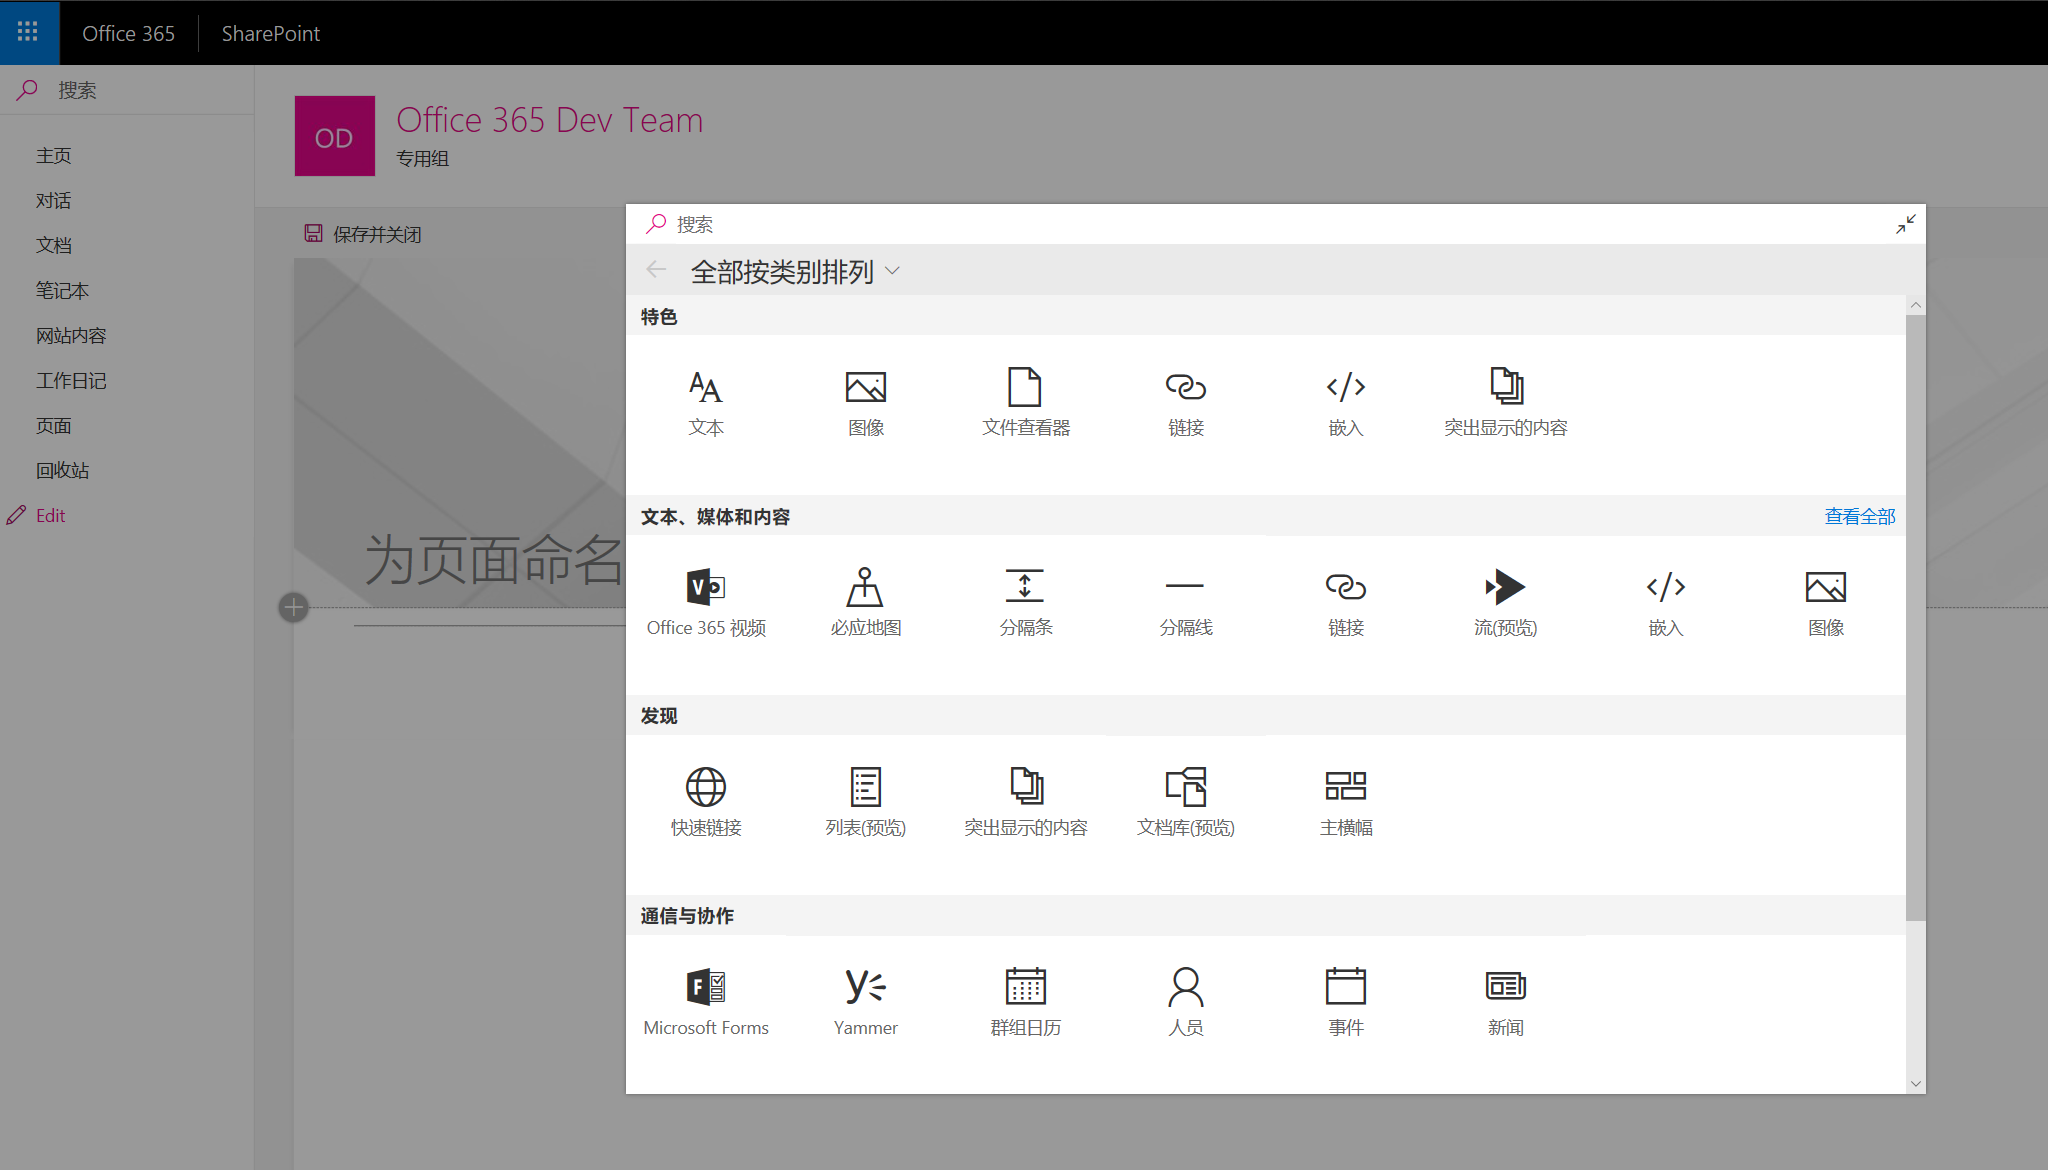 Office 365
SharePoint
搜索
主页
对话
文档
笔记本
网站内容
工作日记
页面
回收站
Edit
OD
Office 365 Dev Team
专用组
保存并关闭
为页面命名
搜索
全部按类别排列
特色
文本
图像
文件查看器
链接
嵌入
突出显示的内容
文本、媒体和内容
查看全部
Office 365 视频
必应地图
分隔条
分隔线
链接
流(预览)
嵌入
图像
发现
快速链接
列表(预览)
突出显示的内容
文档库(预览)
主横幅
通信与协作
Microsoft Forms
Yammer
群组日历
人员
事件
新闻